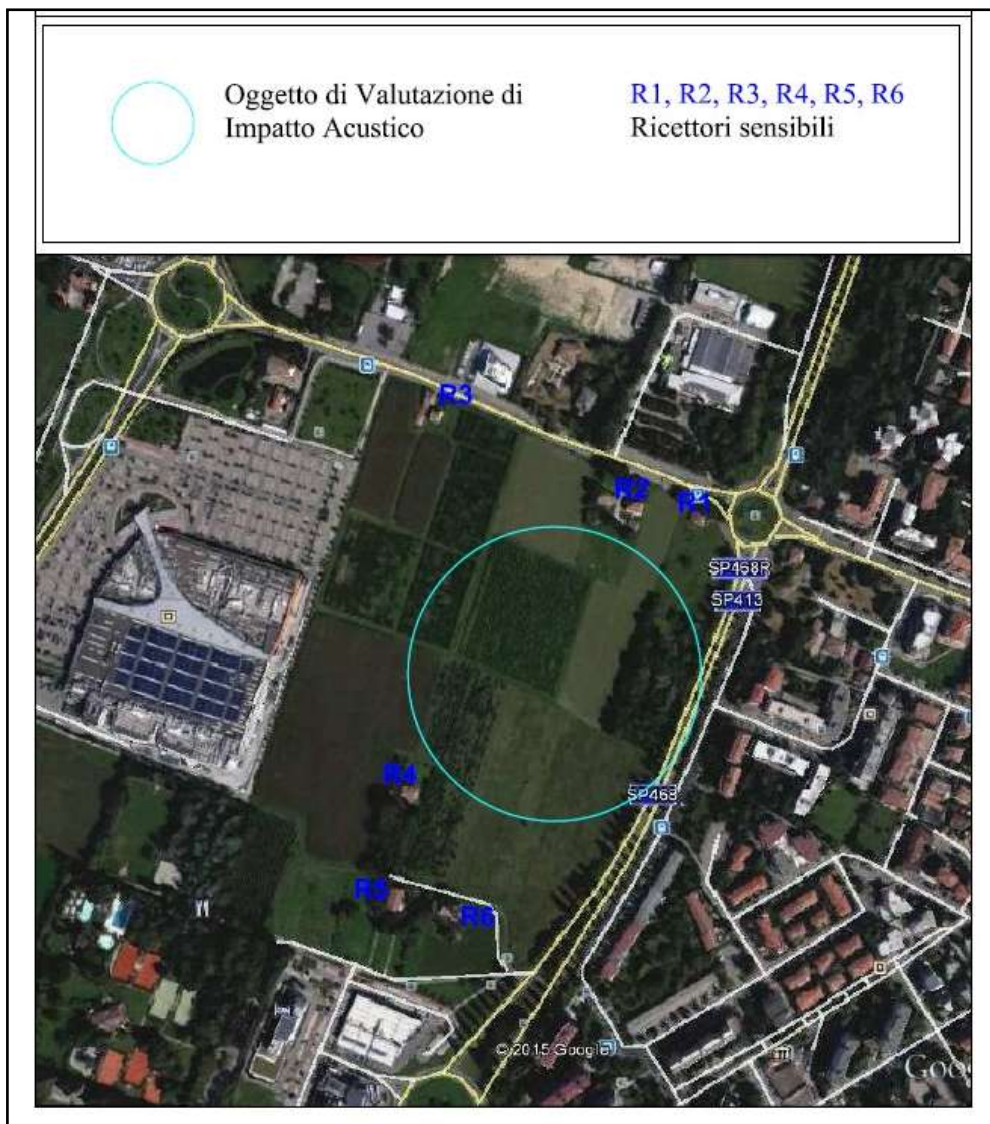 Oggetto di Valutazione di
Impatto Acustico
R1, R2, R3, R4, R5, R6
Ricettori sensibili
R3
R2
R1
SP468R
SP413
R4
SP468
R5
R6
© 2015 Google
Goo